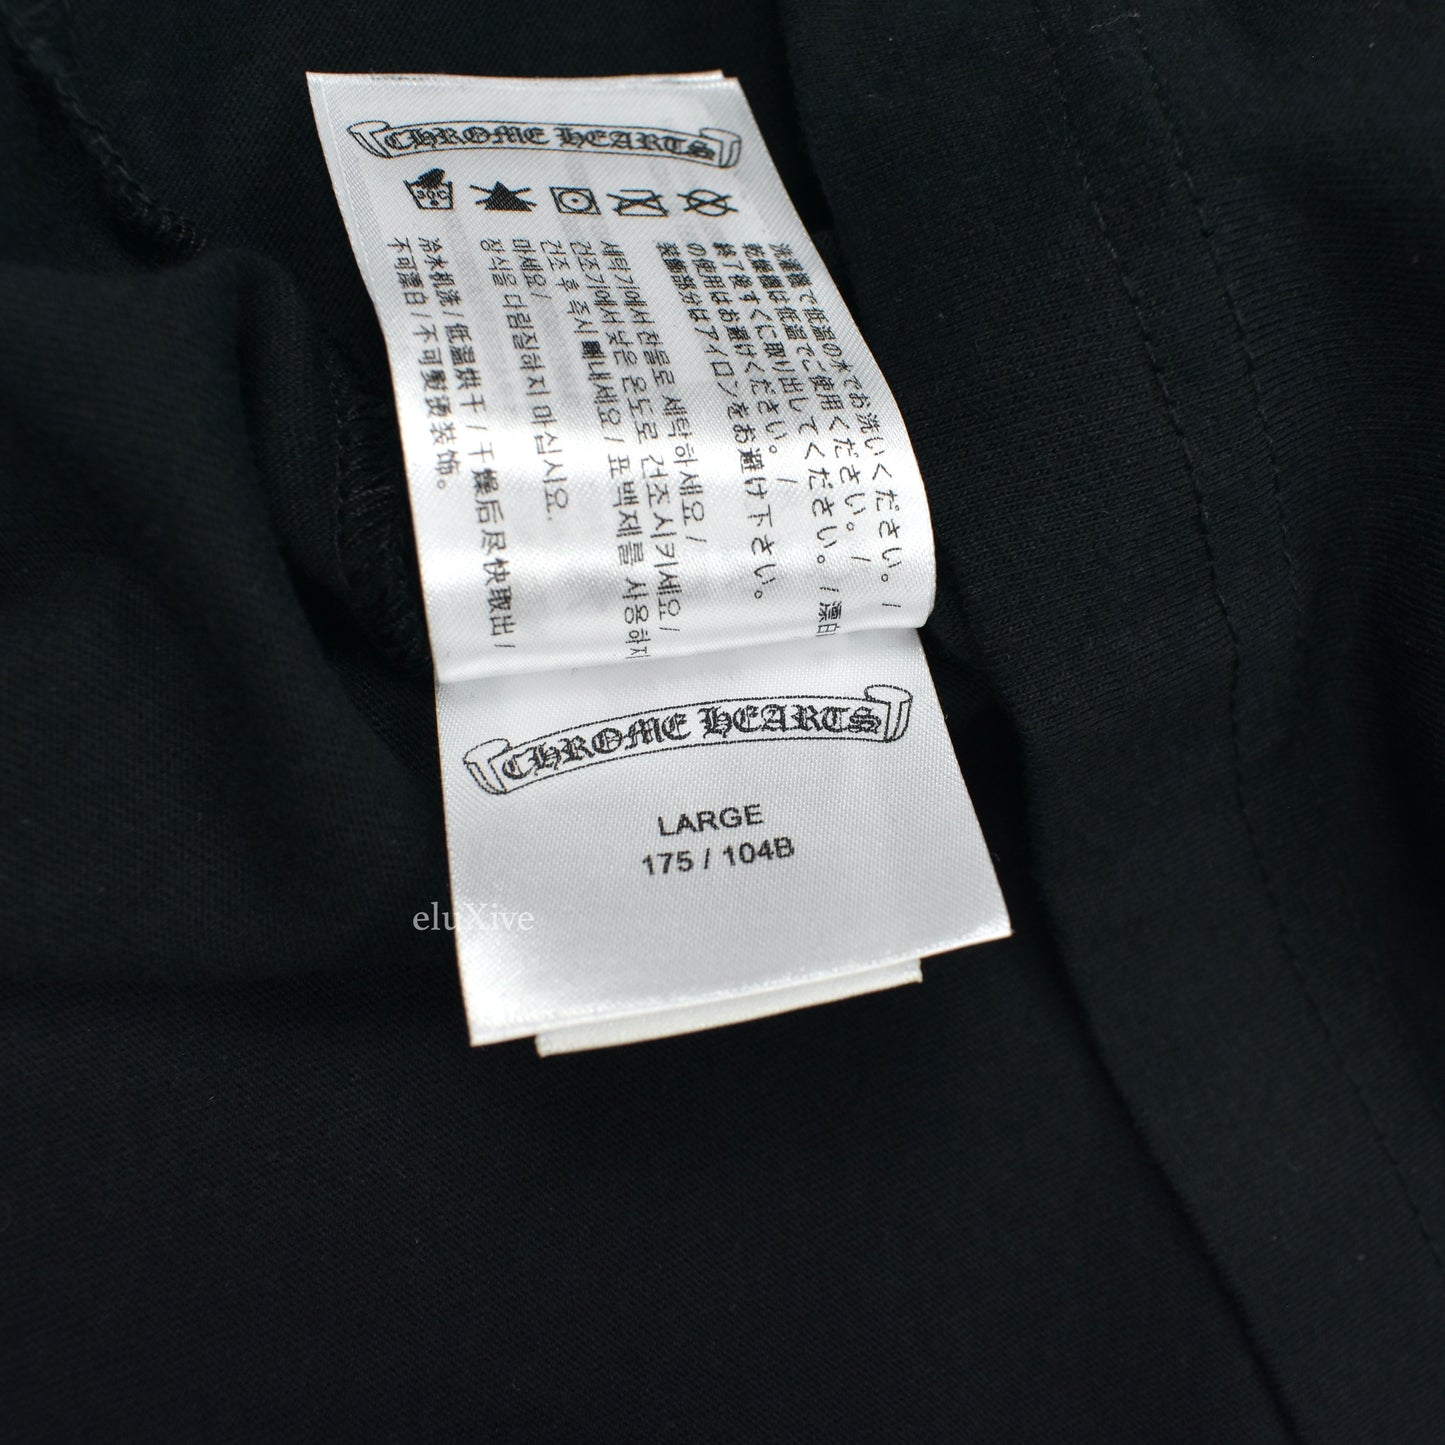 CHROME HEARTS
30C
洗濯機で低温の水でお洗いください。/
乾燥機は低温でご使用ください。/
終了後すぐに取り出してください。/ 漂白
の使用はお避けください。/
装飾部分はアイロンをお避け下さい。
세탁기에서 찬물로 세탁하세요 /
건조기에서 낮은 온도로 건조시키세요 /
건조 후 즉시 빼내세요 / 표백제를 사용하지
마세요 /
장식을 다림질하지 마십시요.
冷水机洗 / 低温烘干 / 干燥后尽快取出 /
不可漂白 / 不可熨烫装饰。
CHROME HEARTS
LARGE
175 / 104B
eluXive